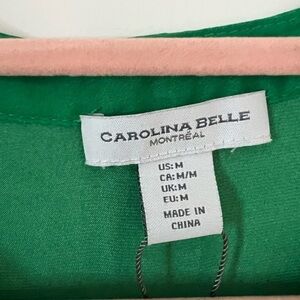 CAROLINA BELLE
MONTRÉAL
US: M
CA: M/M
UK: M
EU: M
MADE IN
CHINA